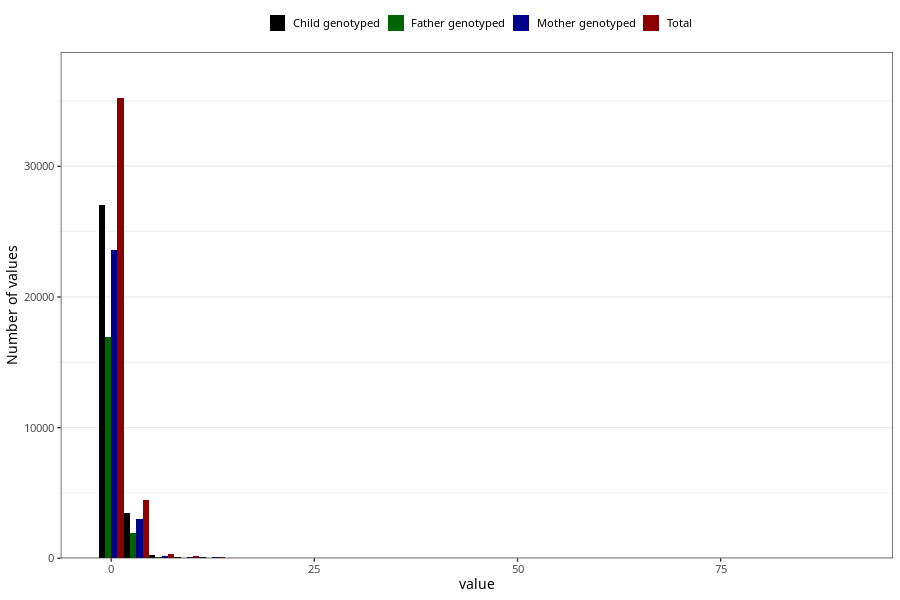 Child genotyped Father genotyped Mother genotyped Total
Number of values
30000
20000
10000
0
0 25 50 75
value